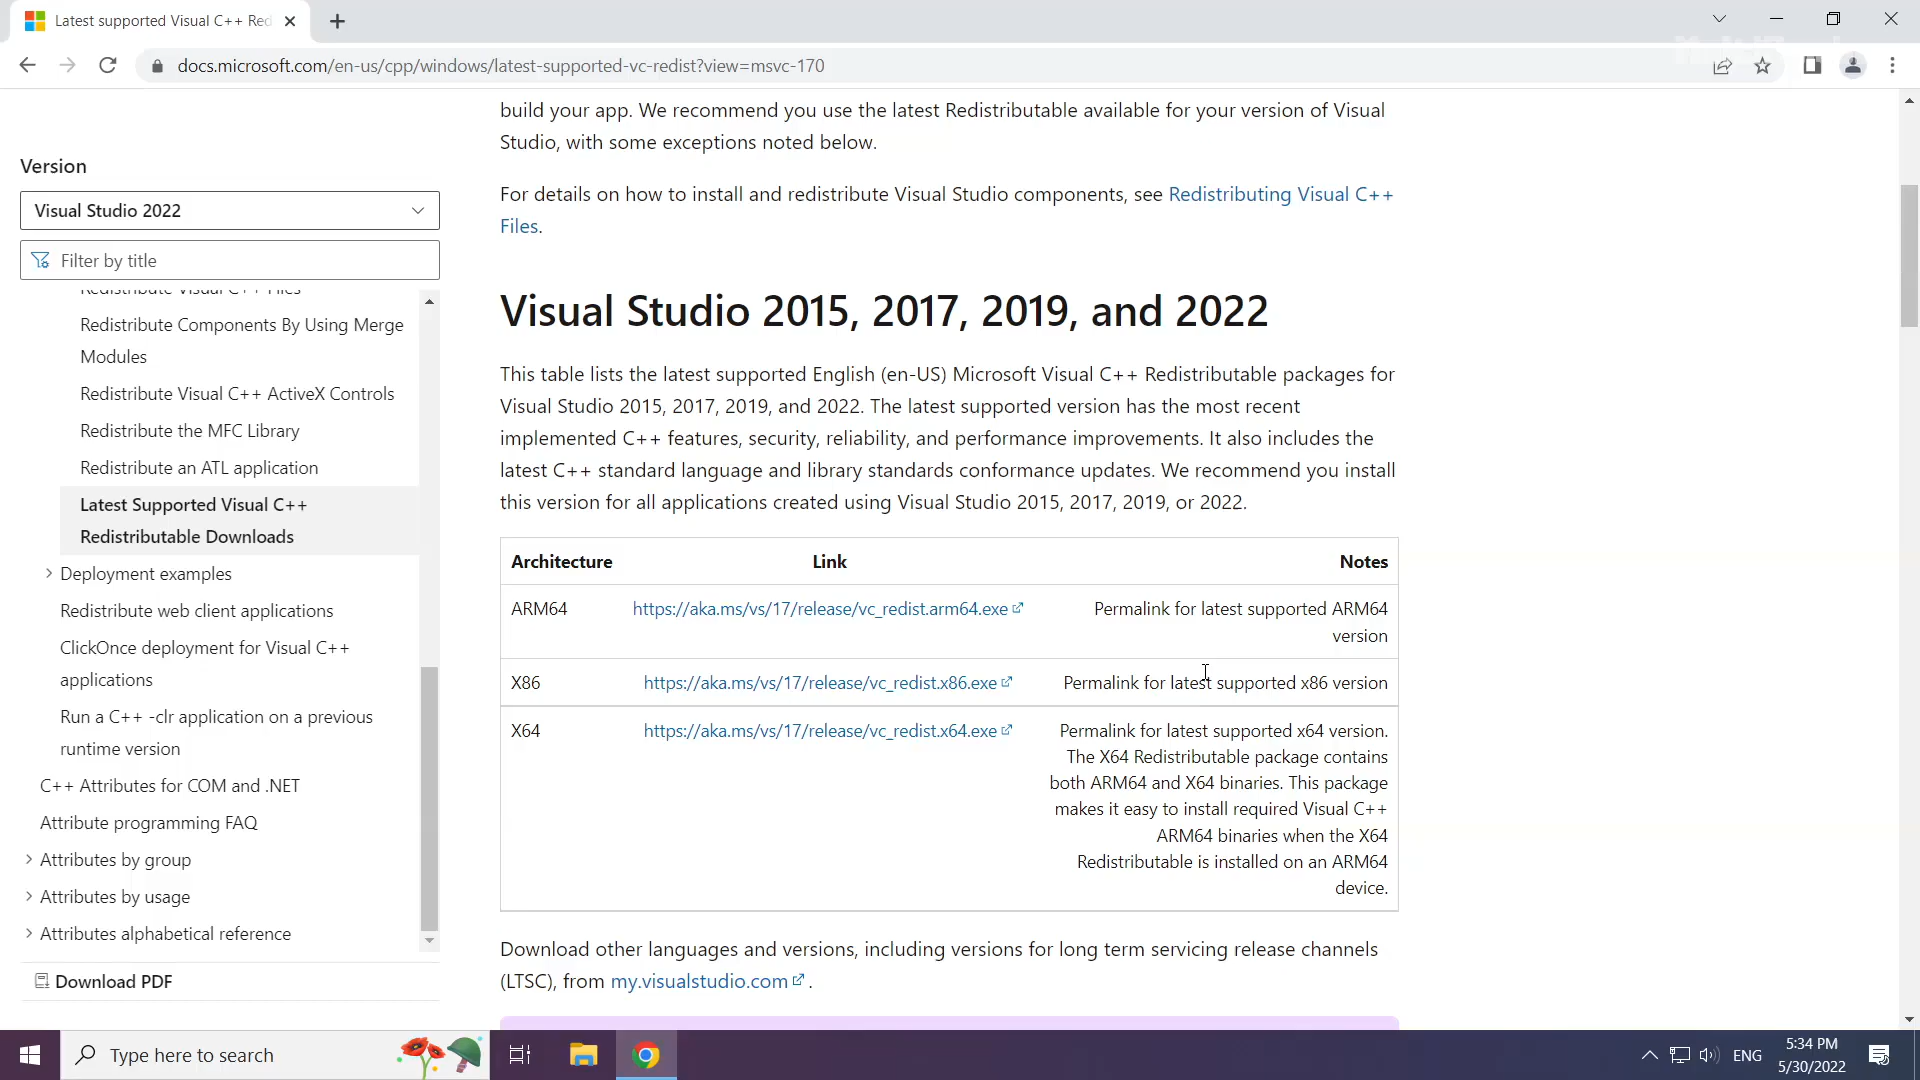 Latest supported Visual C++ Red
docs.microsoft.com/en-us/cpp/windows/latest-supported-vc-redist?view=msvc-170
Version
Visual Studio 2022
Filter by title
Redistribute Visual C++ Files
Redistribute Components By Using Merge
Modules
Redistribute Visual C++ ActiveX Controls
Redistribute the MFC Library
Redistribute an ATL application
Latest Supported Visual C++
Redistributable Downloads
Deployment examples
Redistribute web client applications
ClickOnce deployment for Visual C++
applications
Run a C++ -clr application on a previous
runtime version
C++ Attributes for COM and .NET
Attribute programming FAQ
Attributes by group
Attributes by usage
Attributes alphabetical reference
Download PDF
build your app. We recommend you use the latest Redistributable available for your version of Visual
Studio, with some exceptions noted below.
For details on how to install and redistribute Visual Studio components, see Redistributing Visual C++
Files.
Visual Studio 2015, 2017, 2019, and 2022
This table lists the latest supported English (en-US) Microsoft Visual C++ Redistributable packages for
Visual Studio 2015, 2017, 2019, and 2022. The latest supported version has the most recent
implemented C++ features, security, reliability, and performance improvements. It also includes the
latest C++ standard language and library standards conformance updates. We recommend you install
this version for all applications created using Visual Studio 2015, 2017, 2019, or 2022.
Architecture Link Notes
ARM64 https://aka.ms/vs/17/release/vc_redist.arm64.exe Permalink for latest supported ARM64
version
X86 https://aka.ms/vs/17/release/vc_redist.x86.exe Permalink for latest supported x86 version
X64 https://aka.ms/vs/17/release/vc_redist.x64.exe Permalink for latest supported x64 version.
The X64 Redistributable package contains
both ARM64 and X64 binaries. This package
makes it easy to install required Visual C++
ARM64 binaries when the X64
Redistributable is installed on an ARM64
device.
Download other languages and versions, including versions for long term servicing release channels
(LTSC), from my.visualstudio.com .
Type here to search
ENG
5:34 PM
5/30/2022